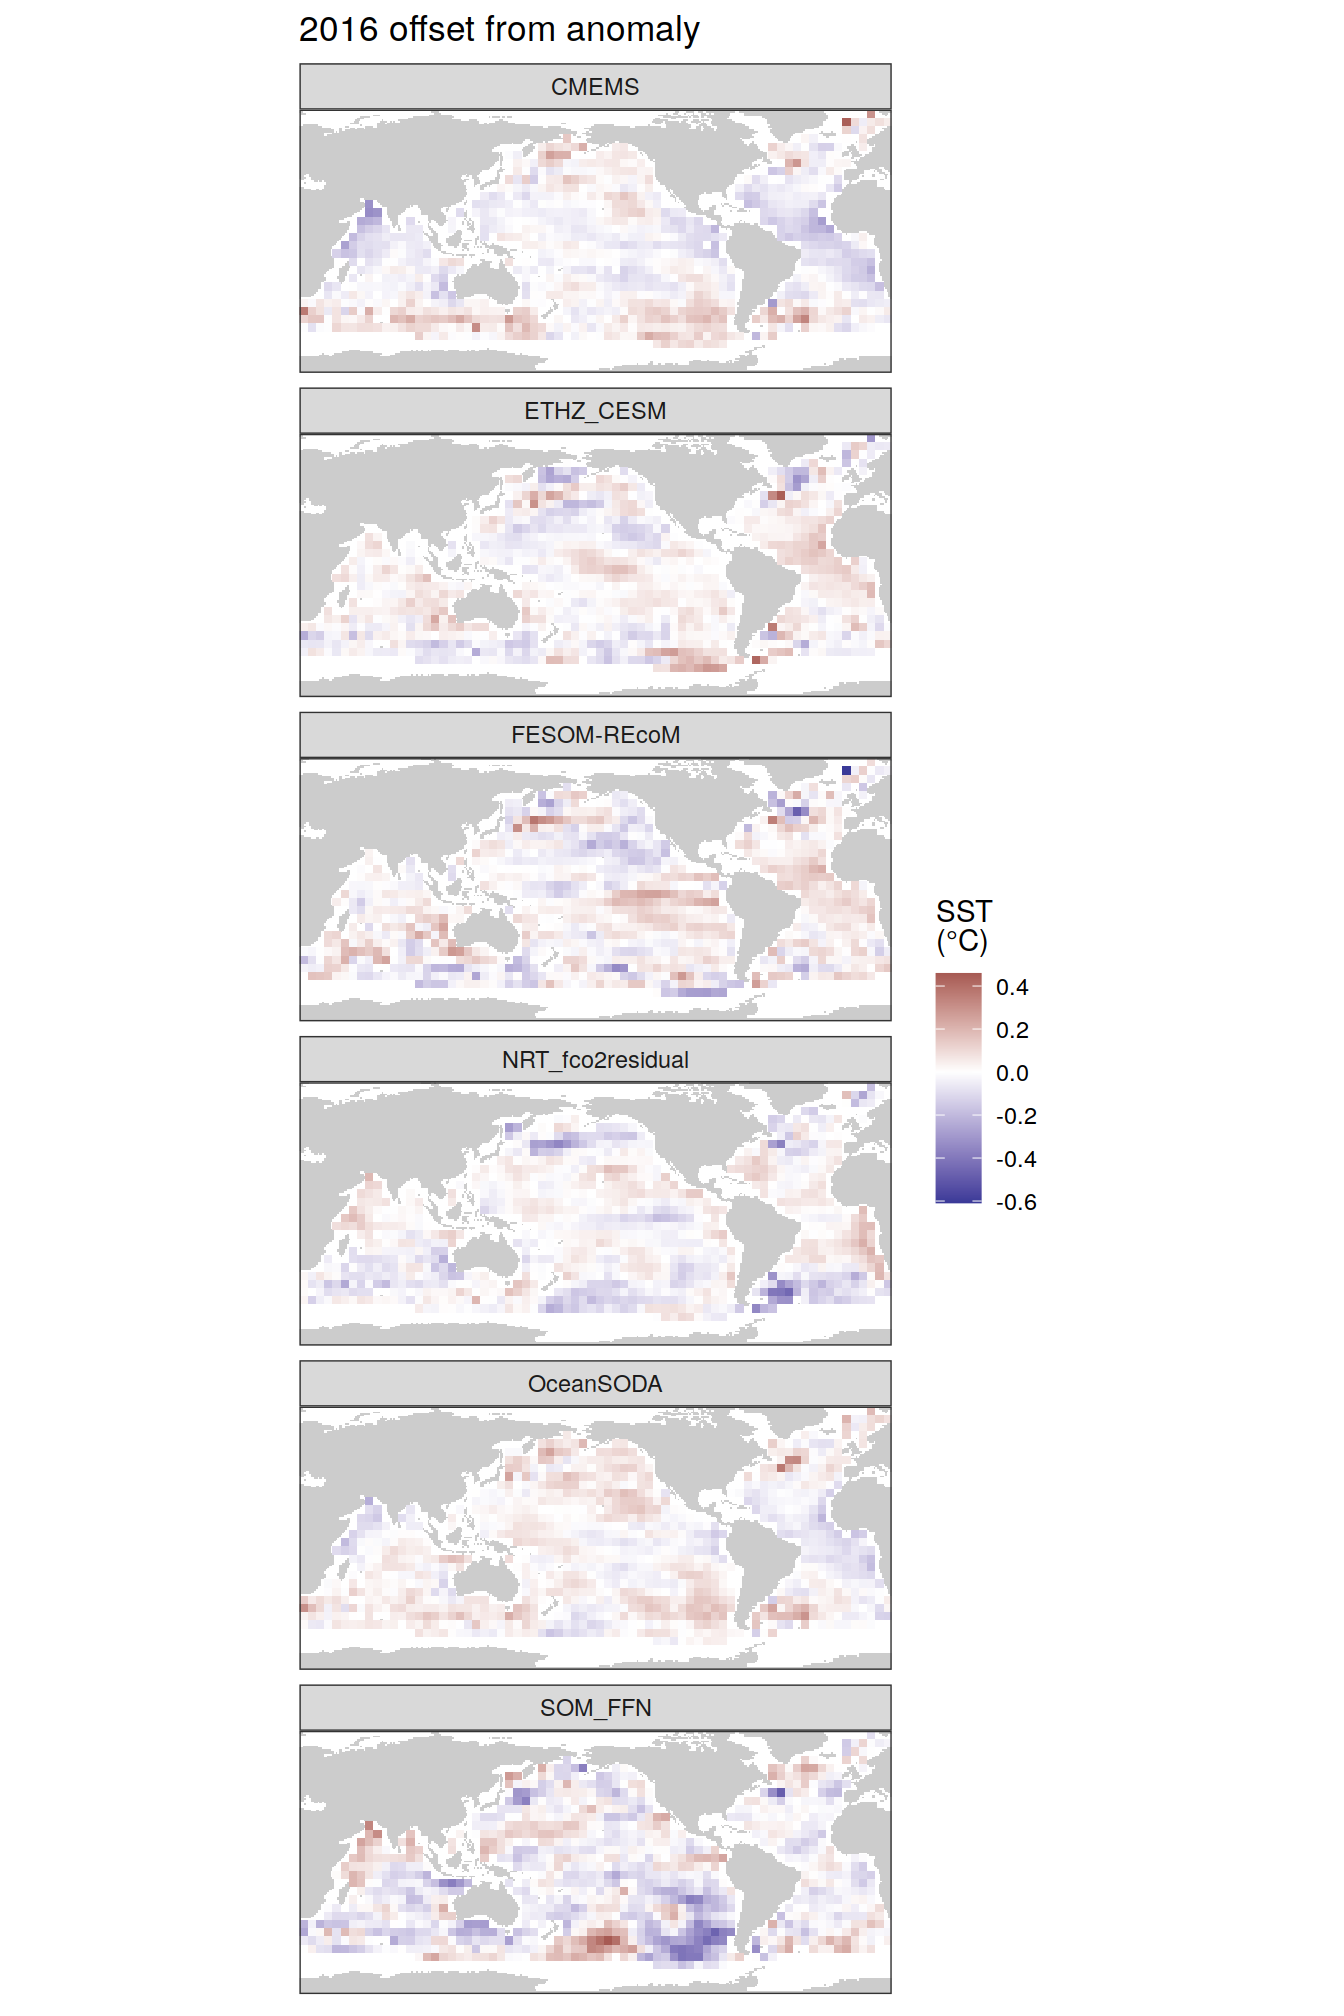 2016 offset from anomaly
CMEMS
ETHZ_CESM
FESOM-REcoM
NRT_fco2residual
OceanSODA
SOM_FFN
SST
(°C)
0.4
0.2
0.0
-0.2
-0.4
-0.6